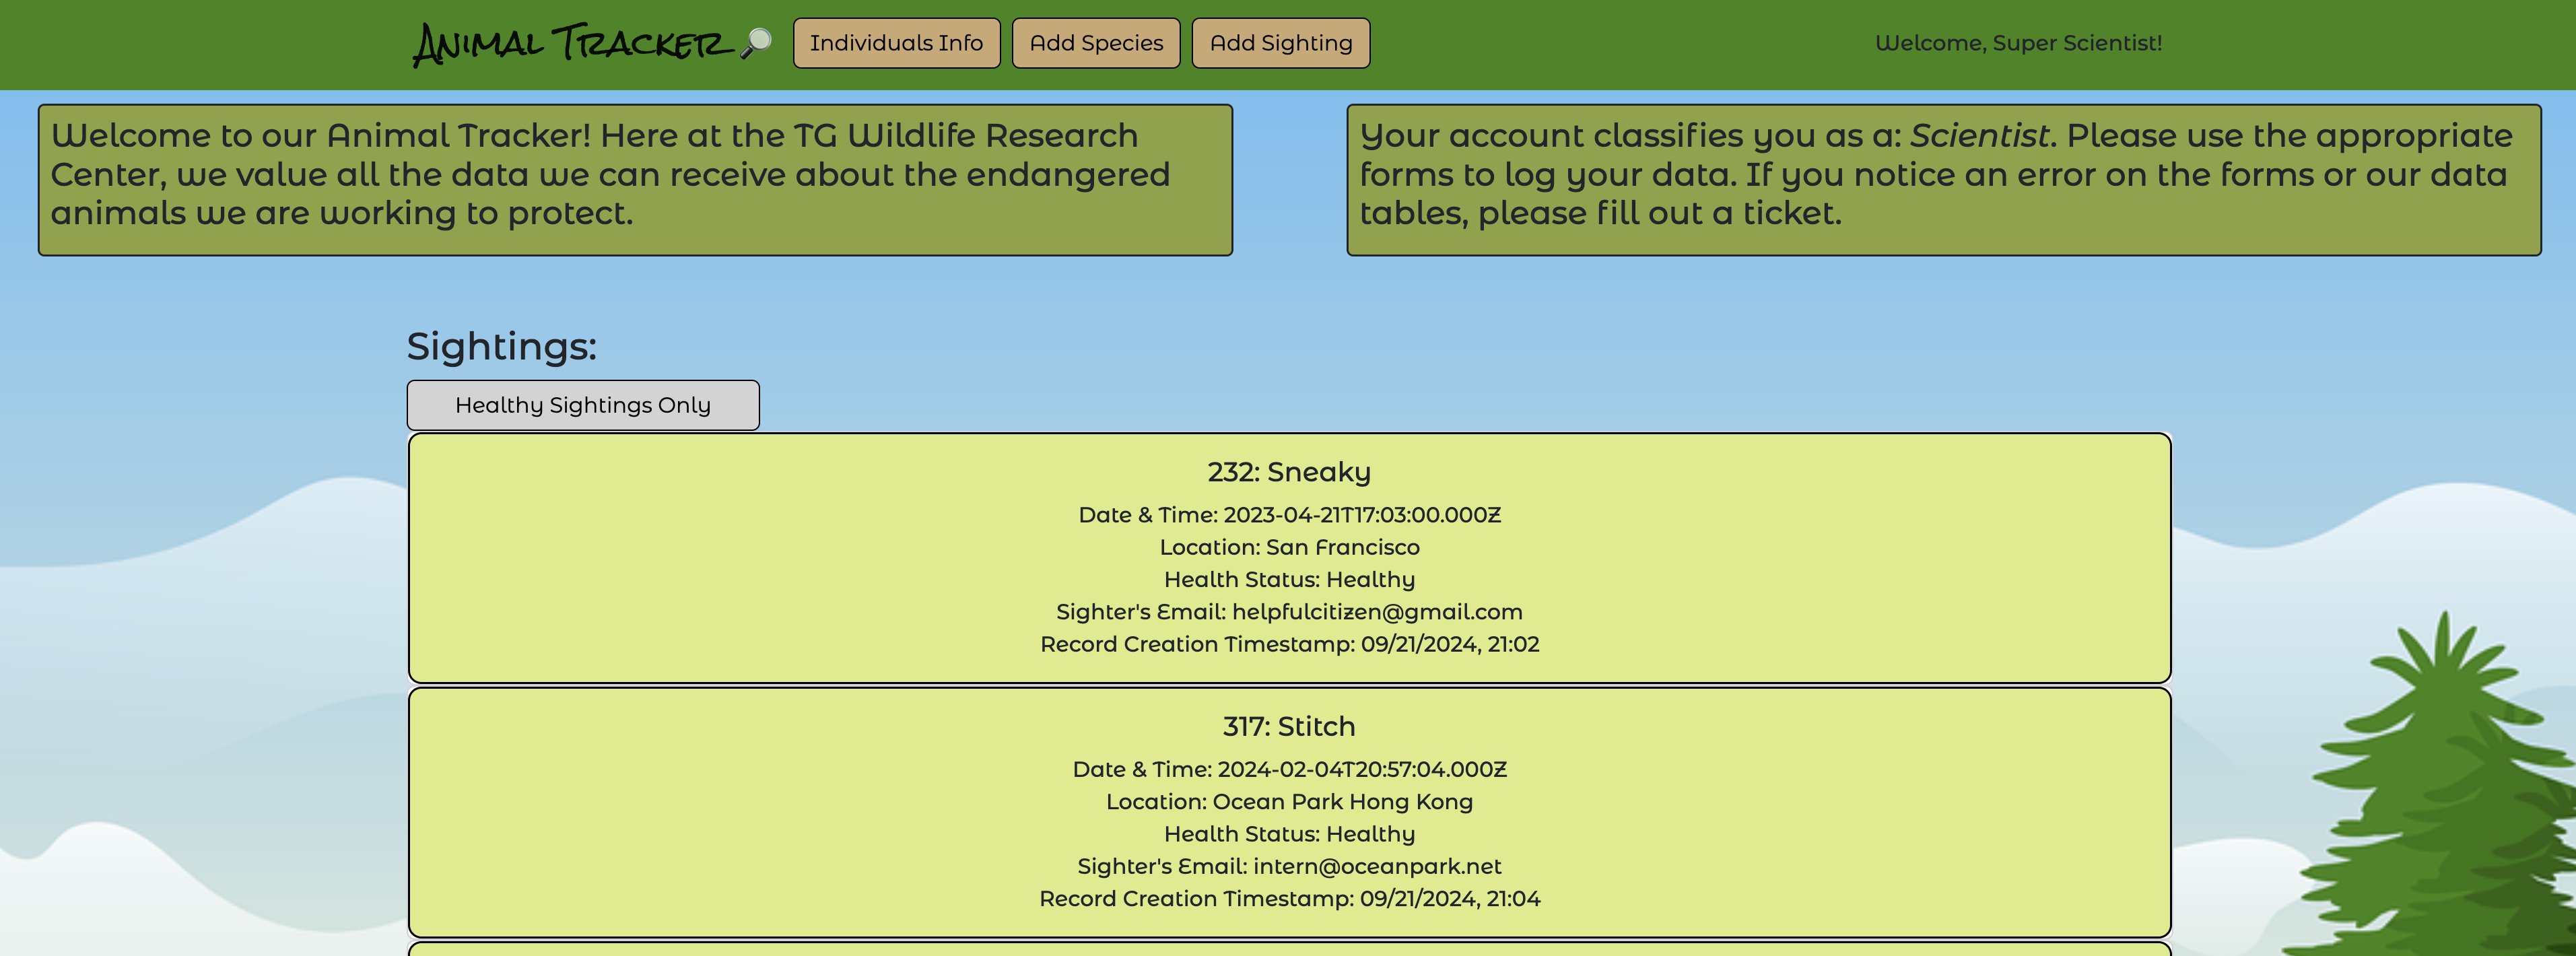 Animal Tracker
Individuals Info
Add Species
Add Sighting
Welcome, Super Scientist!
Welcome to our Animal Tracker! Here at the TG Wildlife Research
Center, we value all the data we can receive about the endangered
animals we are working to protect.
Your account classifies you as a: Scientist. Please use the appropriate
forms to log your data. If you notice an error on the forms or our data
tables, please fill out a ticket.
Sightings:
Healthy Sightings Only
232: Sneaky
Date & Time: 2023-04-21T17:03:00.000Z
Location: San Francisco
Health Status: Healthy
Sighter's Email: helpfulcitizen@gmail.com
Record Creation Timestamp: 09/21/2024, 21:02
317: Stitch
Date & Time: 2024-02-04T20:57:04.000Z
Location: Ocean Park Hong Kong
Health Status: Healthy
Sighter's Email: intern@oceanpark.net
Record Creation Timestamp: 09/21/2024, 21:04